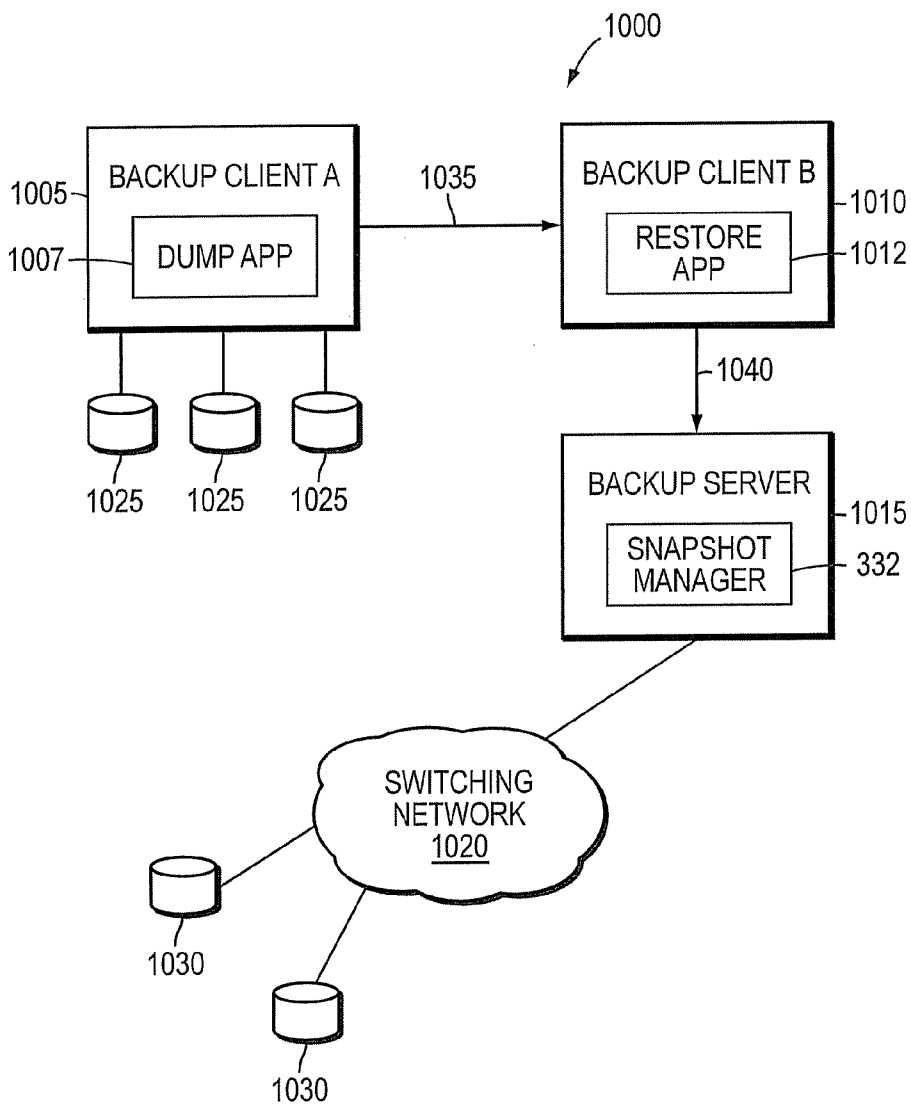 1000
BACKUP CLIENT A
1005
1007
DUMP APP
1035
BACKUP CLIENT B
1010
RESTORE
APP
1012
1025
1025
1025
1040
BACKUP SERVER
1015
SNAPSHOT
MANAGER
332
SWITCHING
NETWORK
1020
1030
1030